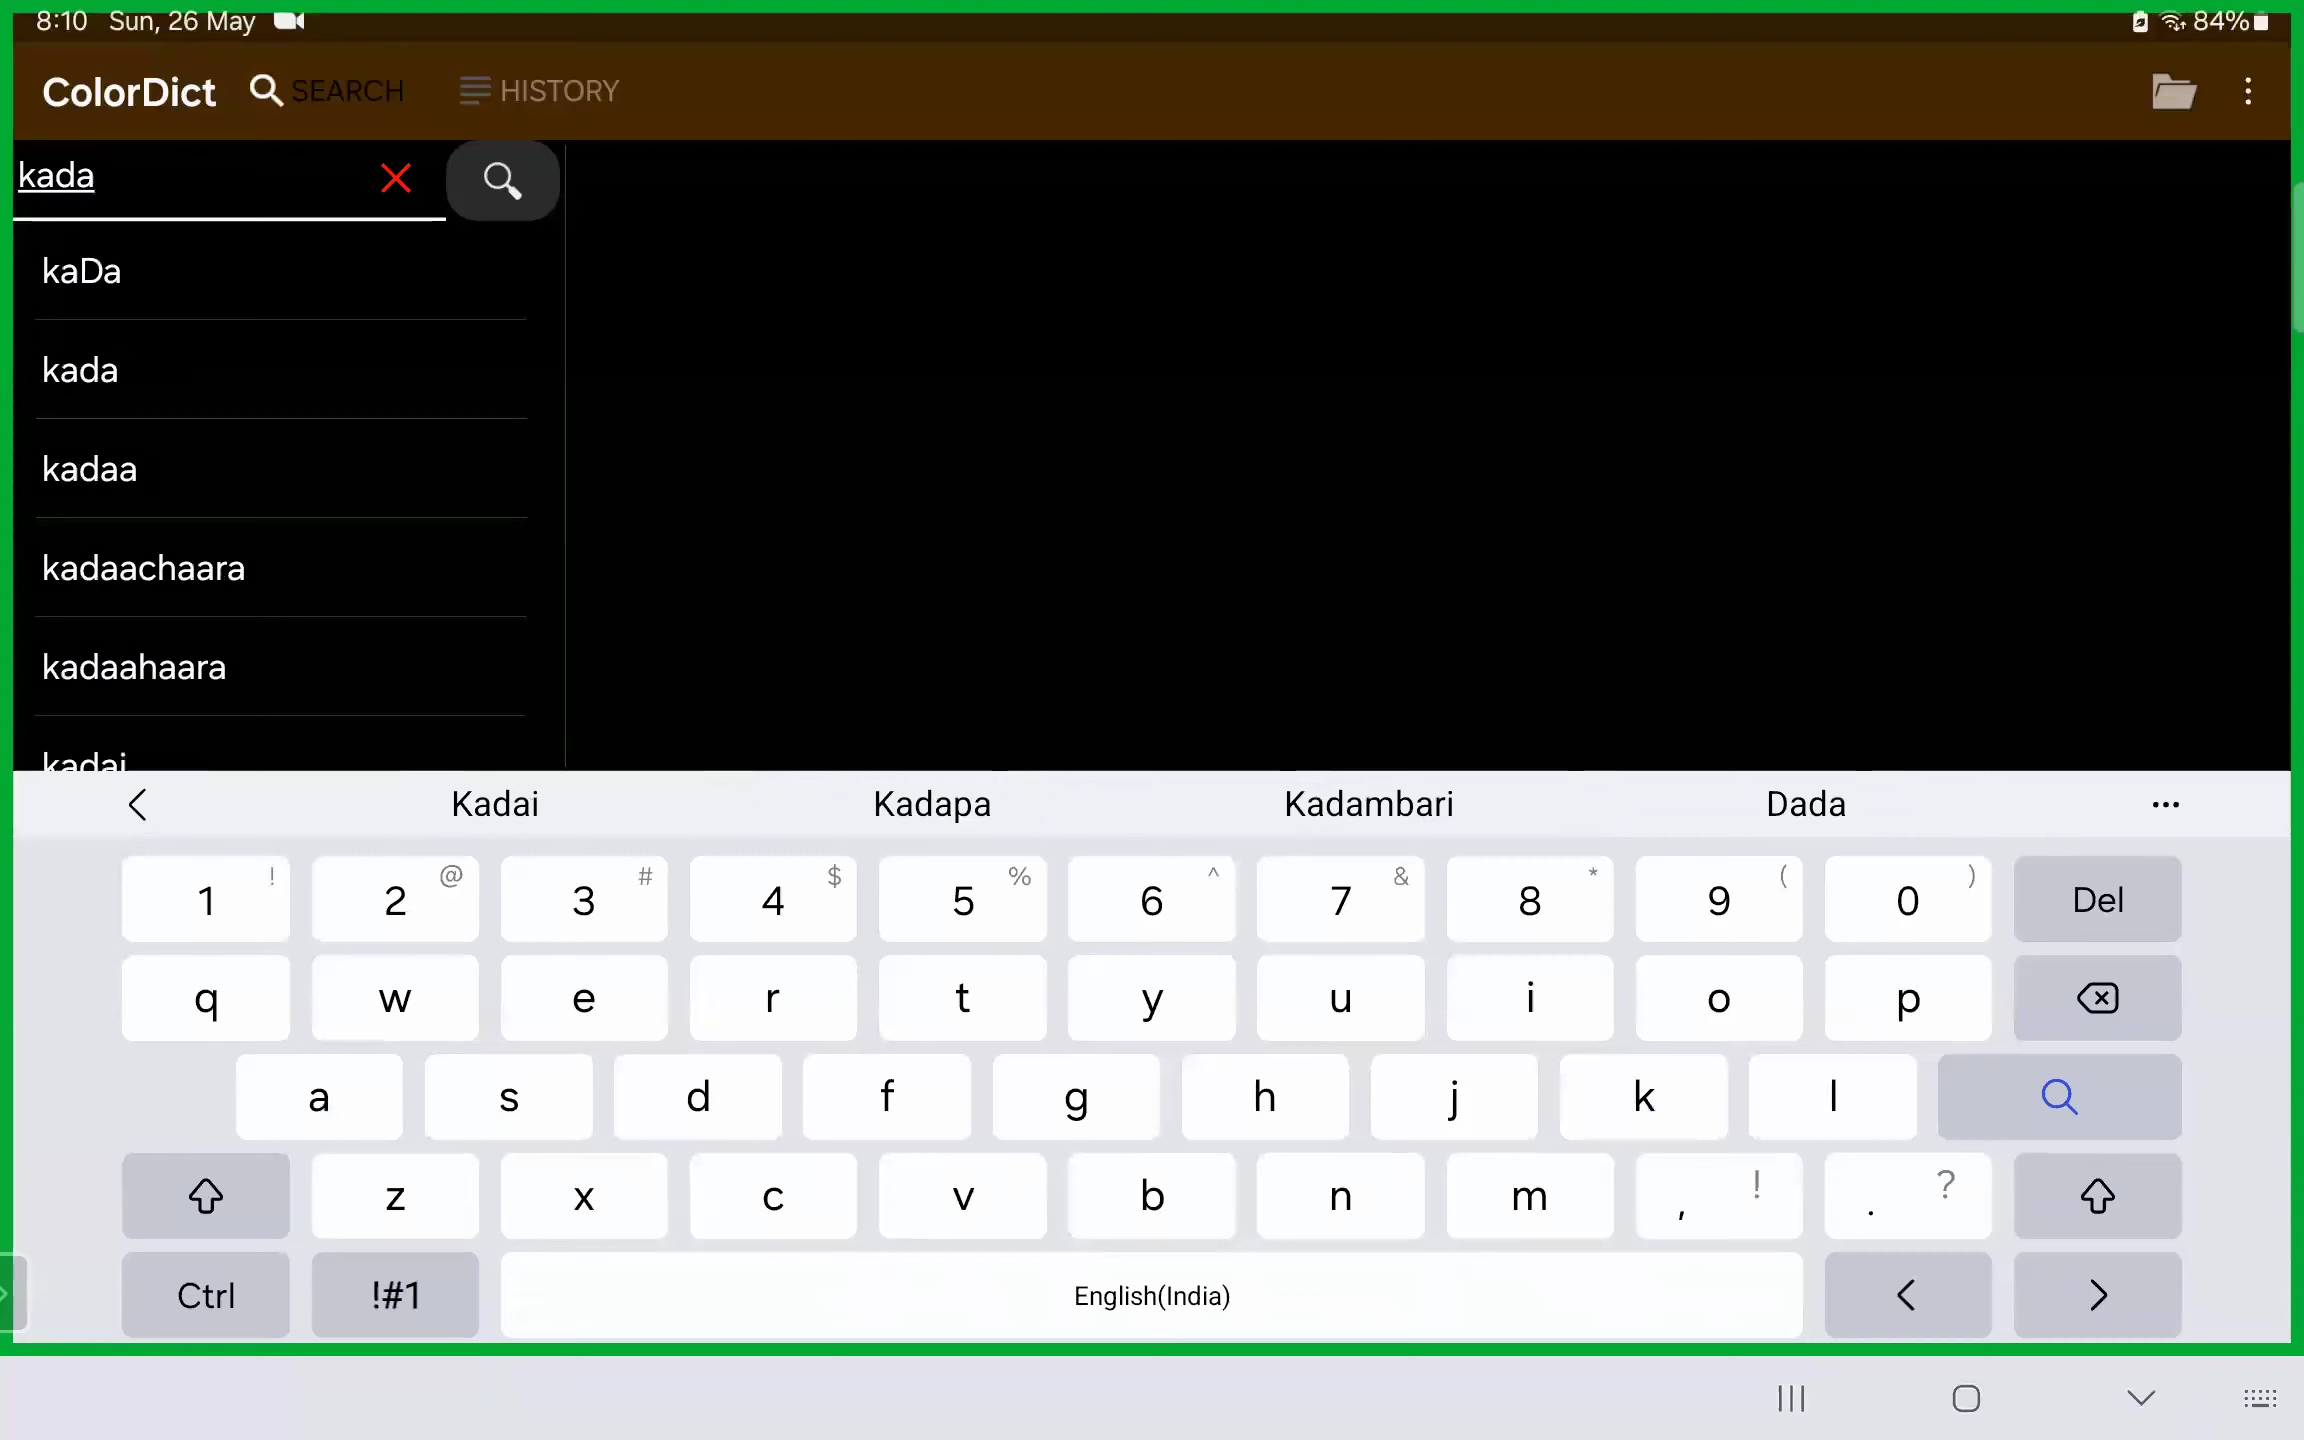 8:10 Sun, 26 May 84%
ColorDict SEARCH HISTORY
kada
kaDa
kada
kadaa
kadaachaara
kadaahaara
kadai
Kadai Kadapa Kadambari Dada ...
1 ! 2 @ 3 # 4 $ 5 % 6 ^ 7 & 8 * 9 ( 0 ) Del
q w e r t y u i o p
a s d f g h j k l
z x c v b n m , ! . ?
Ctrl !#1 English(India) < >